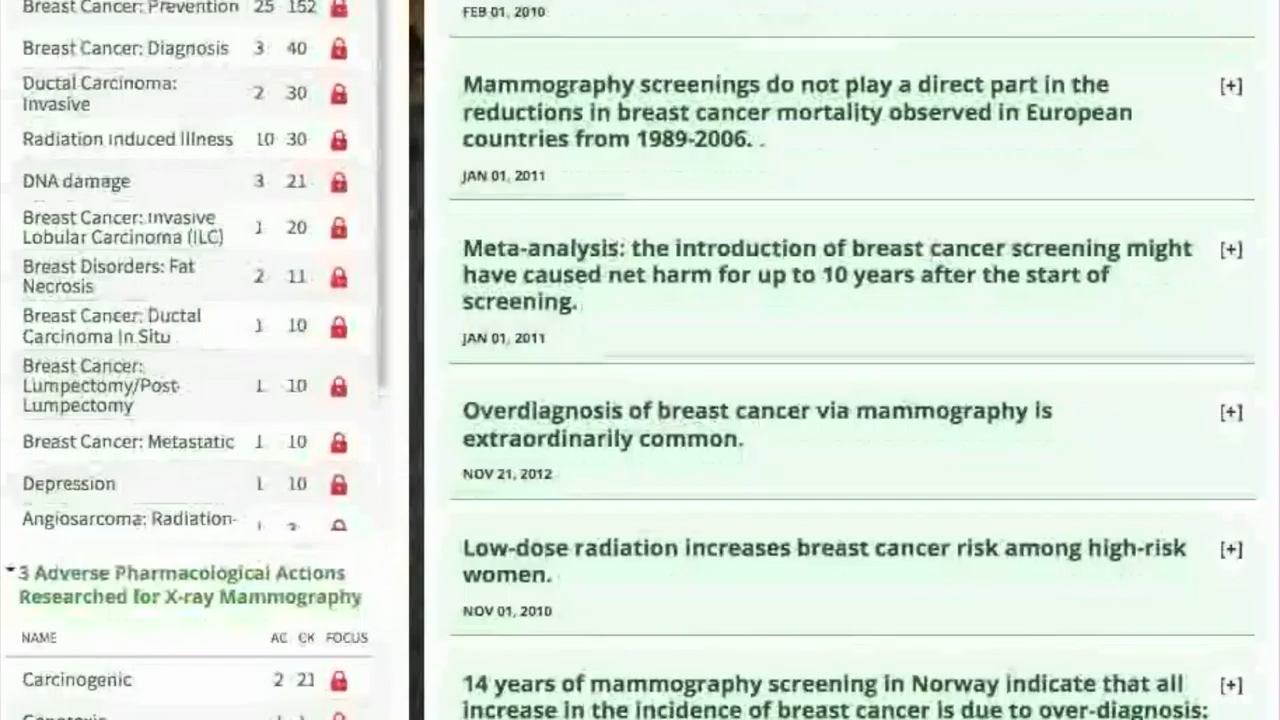 Breast Cancer: Prevention 25 152
Breast Cancer: Diagnosis 3 40
Ductal Carcinoma:
Invasive 2 30
Radiation Induced Illness 10 30
DNA damage 3 21
Breast Cancer: Invasive
Lobular Carcinoma (ILC) 1 20
Breast Disorders: Fat
Necrosis 2 11
Breast Cancer: Ductal
Carcinoma In Situ 1 10
Breast Cancer:
Lumpectomy/Post-
Lumpectomy 1 10
Breast Cancer: Metastatic 1 10
Depression 1 10
Angiosarcoma: Radiation-
3 Adverse Pharmacological Actions
Researched for X-ray Mammography
NAME AC CK FOCUS
Carcinogenic 2 21
FEB 01, 2010
Mammography screenings do not play a direct part in the [+]
reductions in breast cancer mortality observed in European
countries from 1989-2006. .
JAN 01, 2011
Meta-analysis: the introduction of breast cancer screening might [+]
have caused net harm for up to 10 years after the start of
screening.
JAN 01, 2011
Overdiagnosis of breast cancer via mammography is [+]
extraordinarily common.
NOV 21, 2012
Low-dose radiation increases breast cancer risk among high-risk [+]
women.
NOV 01, 2010
14 years of mammography screening in Norway indicate that all [+]
increase in the incidence of breast cancer is due to over-diagnosis: